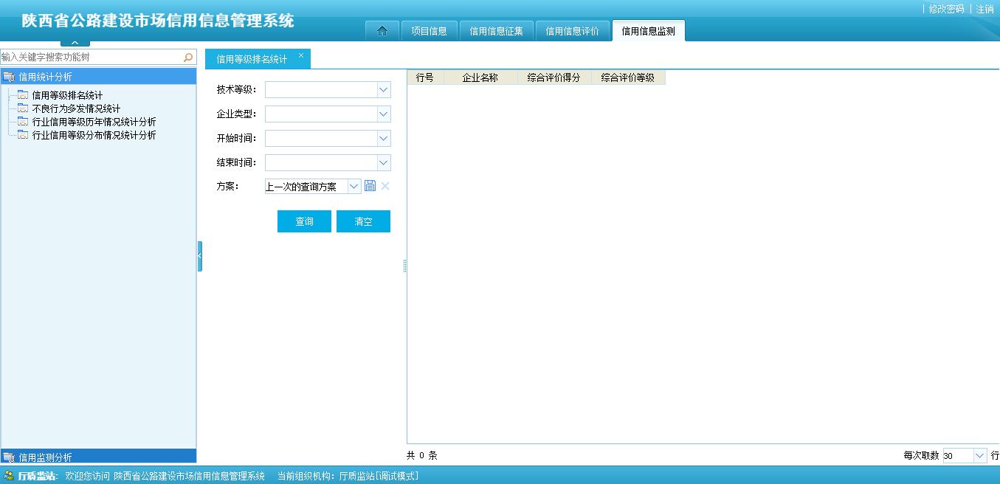 | 修改密码 | 注销
陕西省公路建设市场信用信息管理系统
项目信息 信用信息征集 信用信息评价 信用信息监测
输入关键字搜索功能树
信用等级排名统计 ×
信用统计分析
信用等级排名统计
不良行为多发情况统计
行业信用等级历年情况统计分析
行业信用等级分布情况统计分析
技术等级：
企业类型：
开始时间：
结束时间：
方案： 上一次的查询方案
查询 清空
行号 企业名称 综合评价得分 综合评价等级
共 0 条 每次取数 30 行
信用监测分析
厅质监站: 欢迎您访问 陕西省公路建设市场信用信息管理系统 当前组织机构：厅质监站[调试模式]